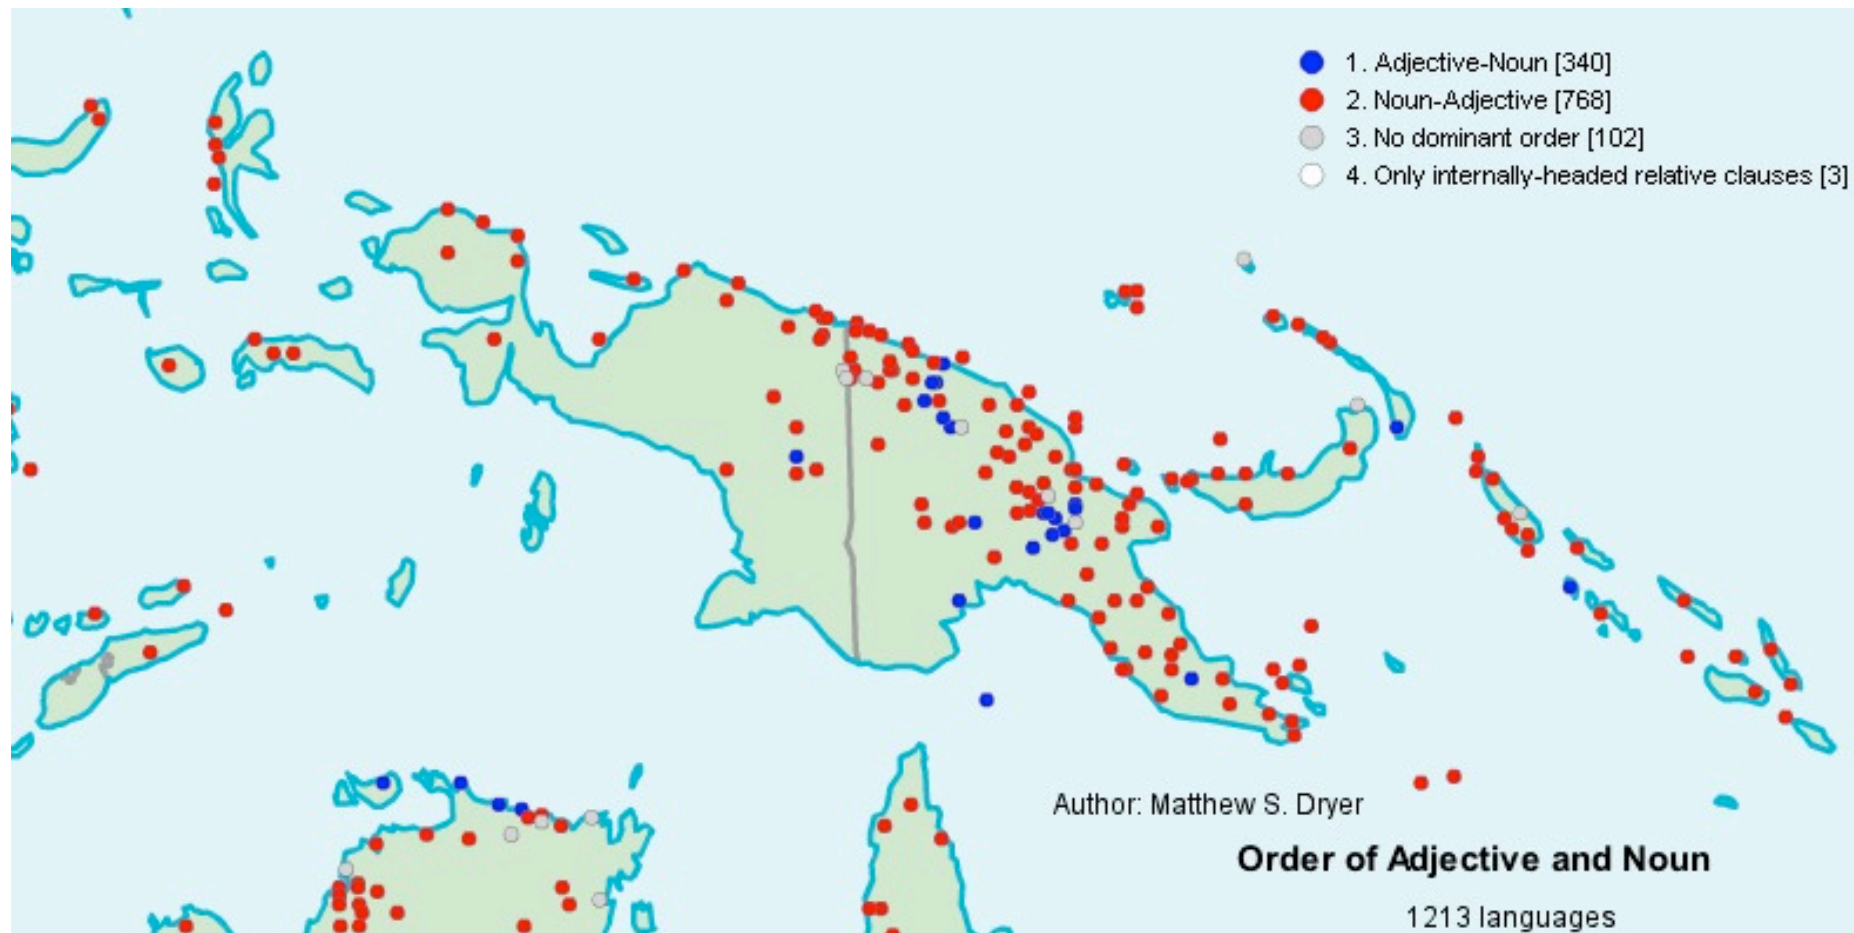 1. Adjective-Noun [340]
2. Noun-Adjective [768]
3. No dominant order [102]
4. Only internally-headed relative clauses [3]
Author: Matthew S. Dryer
Order of Adjective and Noun
1213 languages